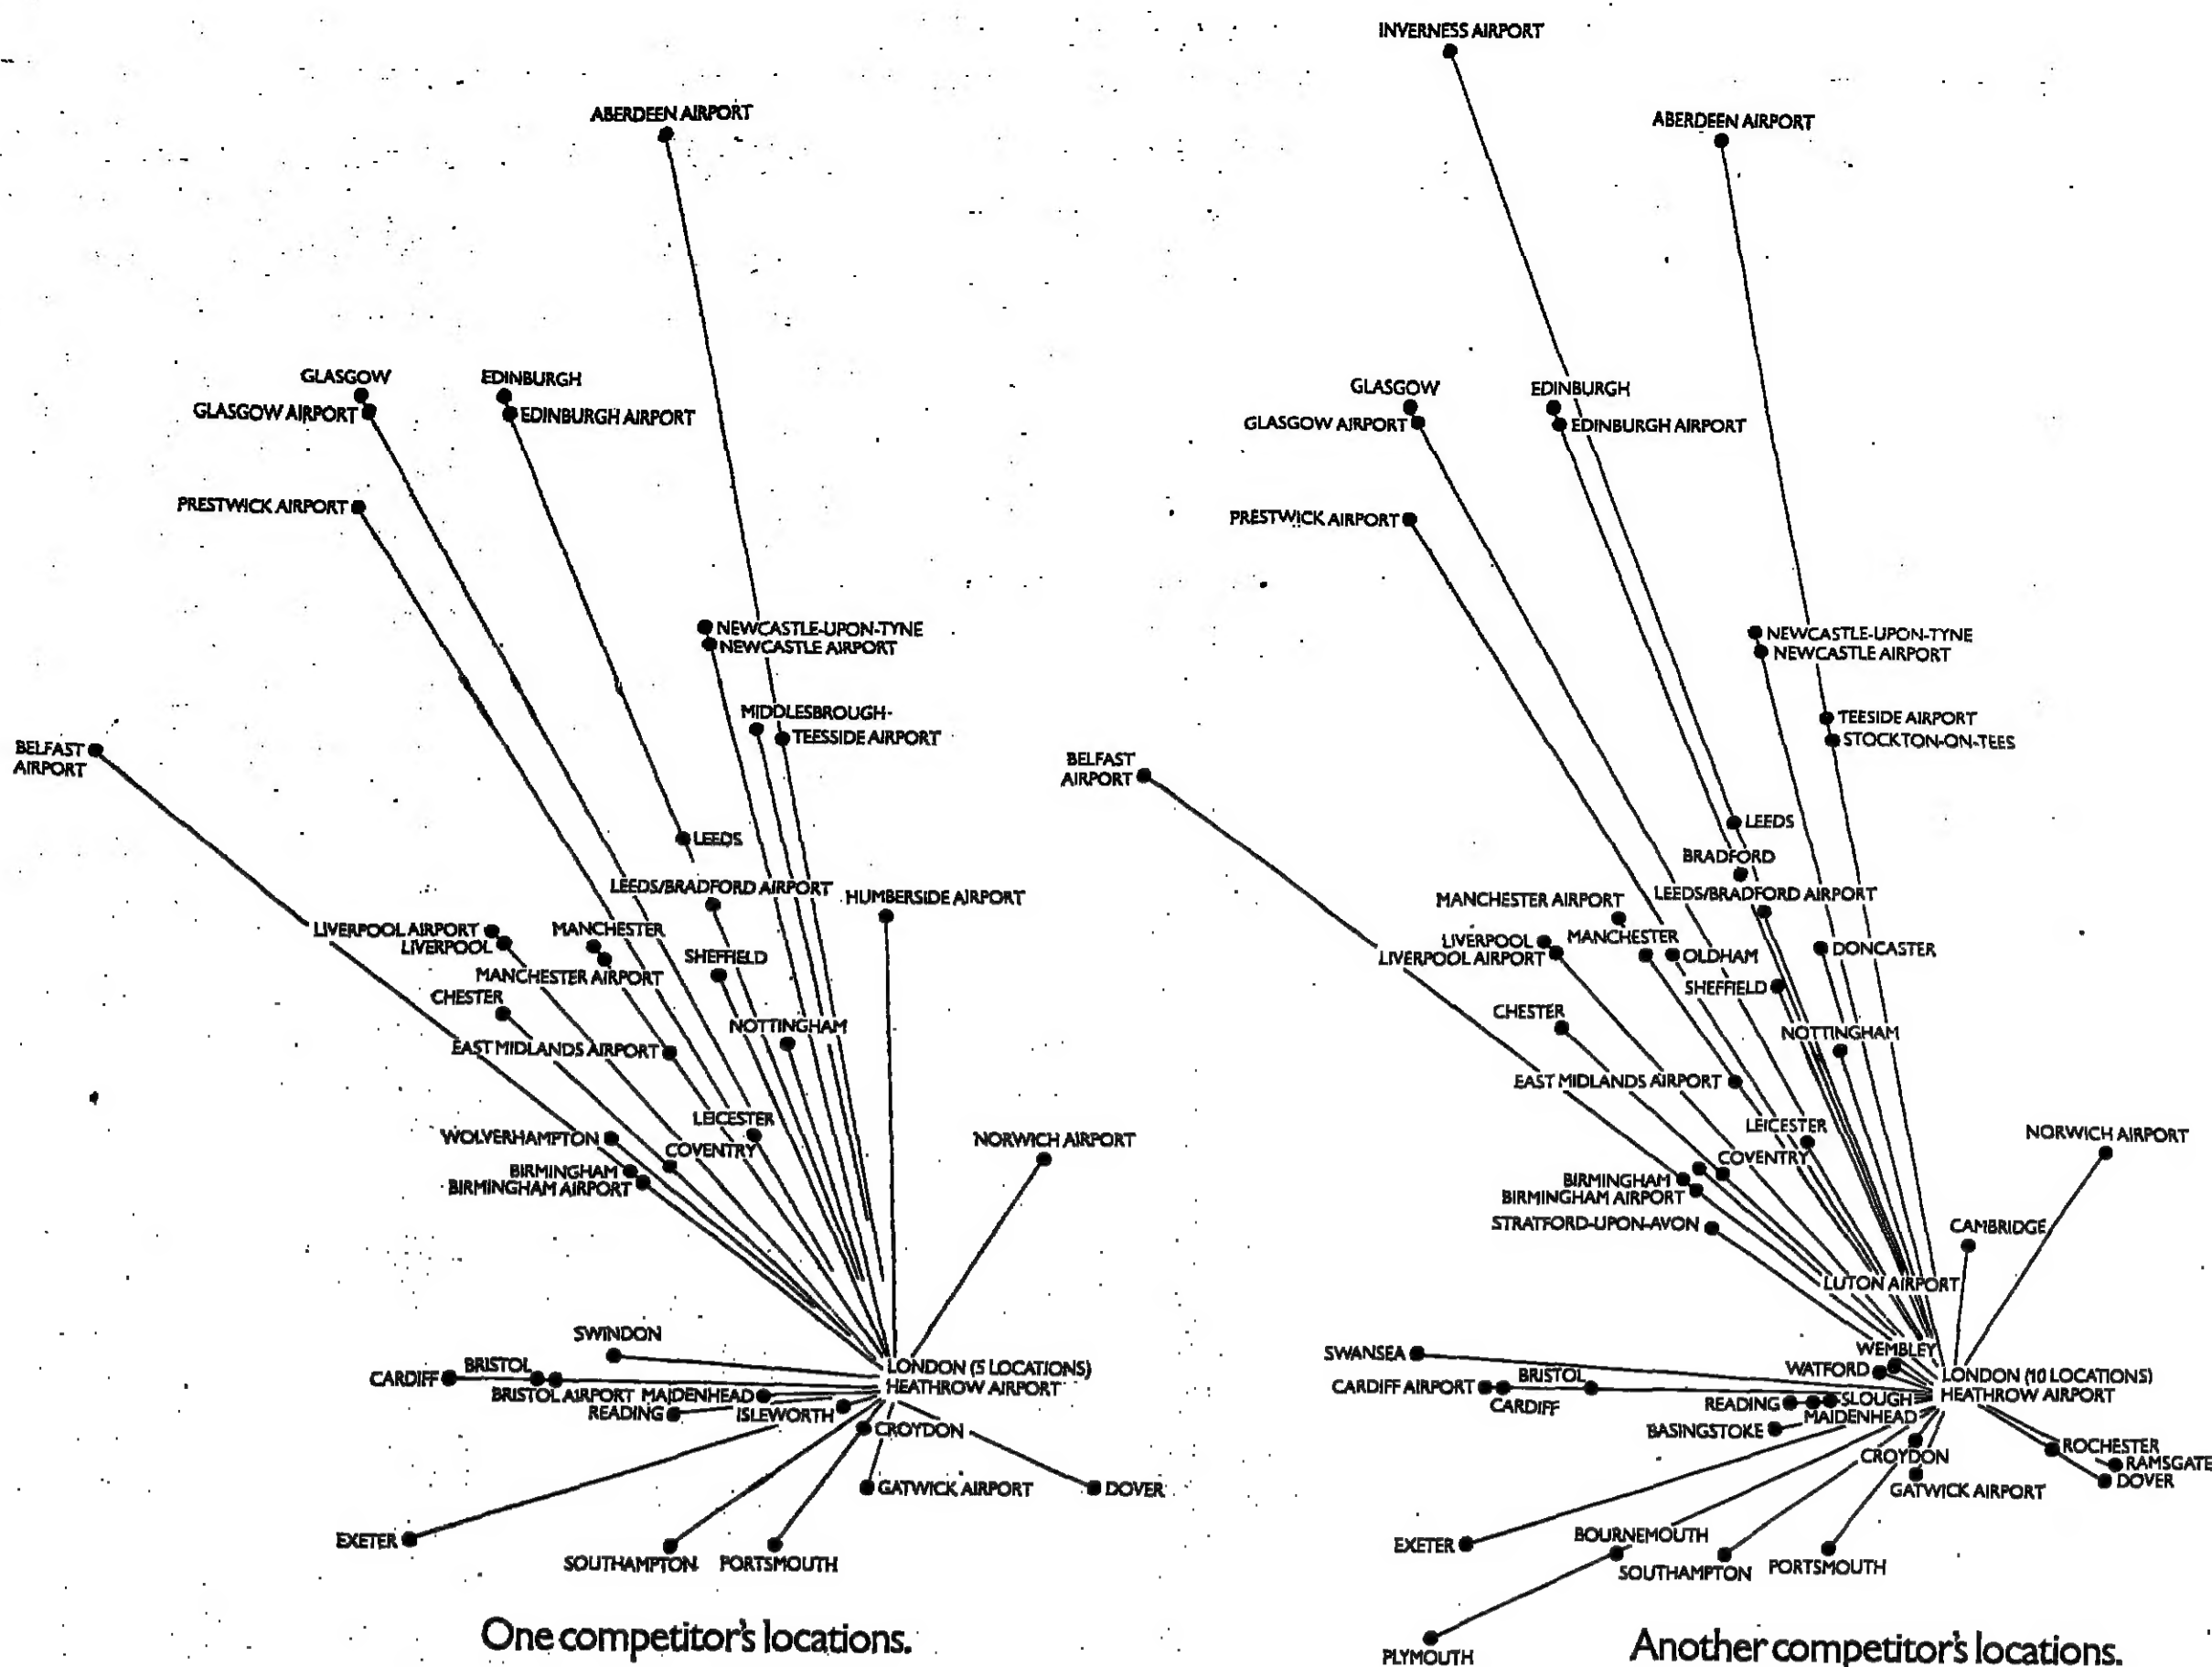 ABERDEEN AIRPORT
GLASGOW
EDINBURGH
GLASGOW AIRPORT
EDINBURGH AIRPORT
PRESTWICK AIRPORT
NEWCASTLE-UPON-TYNE
NEWCASTLE AIRPORT
MIDDLESBROUGH-
TEESSIDE AIRPORT
BELFAST
AIRPORT
LEEDS
LEEDS/BRADFORD AIRPORT
HUMBERSIDE AIRPORT
LIVERPOOL AIRPORT
MANCHESTER
LIVERPOOL
SHEFFIELD
MANCHESTER AIRPORT
CHESTER
NOTTINGHAM
EAST MIDLANDS AIRPORT
LEICESTER
WOLVERHAMPTON
NORWICH AIRPORT
COVENTRY
BIRMINGHAM
BIRMINGHAM AIRPORT
SWINDON
BRISTOL
LONDON (5 LOCATIONS)
CARDIFF
HEATHROW AIRPORT
BRISTOL AIRPORT
MAIDENHEAD
READING
ISLEWORTH
CROYDON
GATWICK AIRPORT
DOVER
EXETER
SOUTHAMPTON
PORTSMOUTH
One competitor's locations.
INVERNESS AIRPORT
ABERDEEN AIRPORT
GLASGOW
EDINBURGH
GLASGOW AIRPORT
EDINBURGH AIRPORT
PRESTWICK AIRPORT
NEWCASTLE-UPON-TYNE
NEWCASTLE AIRPORT
TEESIDE AIRPORT
STOCKTON-ON-TEES
BELFAST
AIRPORT
LEEDS
BRADFORD
LEEDS/BRADFORD AIRPORT
MANCHESTER AIRPORT
LIVERPOOL
MANCHESTER
DONCASTER
LIVERPOOL AIRPORT
OLDHAM
SHEFFIELD
CHESTER
NOTTINGHAM
EAST MIDLANDS AIRPORT
LEICESTER
NORWICH AIRPORT
COVENTRY
BIRMINGHAM
BIRMINGHAM AIRPORT
STRATFORD-UPON-AVON
CAMBRIDGE
LUTON AIRPORT
SWANSEA
WEMBLEY
WATFORD
LONDON (10 LOCATIONS)
CARDIFF AIRPORT
BRISTOL
HEATHROW AIRPORT
CARDIFF
READING
SLOUGH
MAIDENHEAD
BASINGSTOKE
CROYDON
ROCHESTER
RAMSGATE
DOVER
GATWICK AIRPORT
EXETER
BOURNEMOUTH
SOUTHAMPTON
PORTSMOUTH
PLYMOUTH
Another competitor's locations.